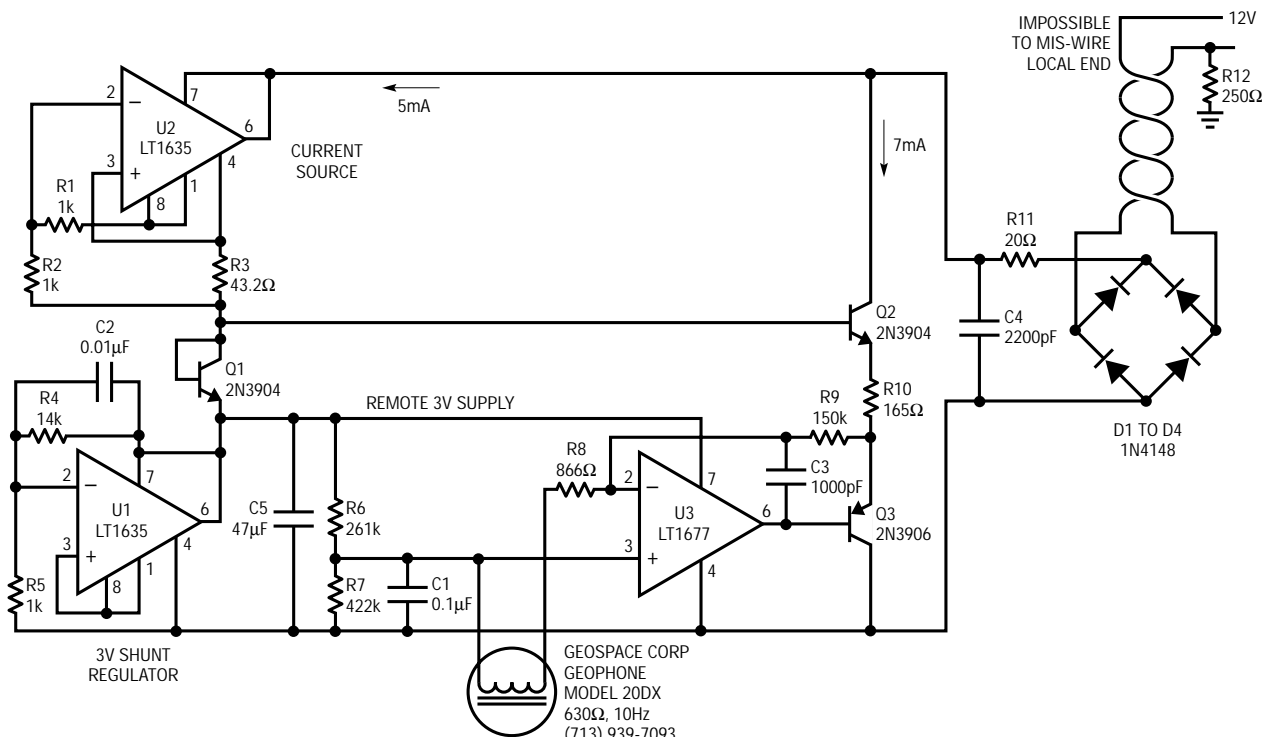 IMPOSSIBLE
TO MIS-WIRE
LOCAL END
12V
R12
250Ω
2
−
7
U2
LT1635
6
3
+
4
1
8
5mA
CURRENT
SOURCE
7mA
R1
1k
R2
1k
R3
43.2Ω
R11
20Ω
C4
2200pF
D1 TO D4
1N4148
C2
0.01µF
Q1
2N3904
Q2
2N3904
R4
14k
REMOTE 3V SUPPLY
R9
150k
R10
165Ω
R8
866Ω
C3
1000pF
2
−
7
U1
LT1635
6
3
+
1
8
4
R5
1k
C5
47µF
R6
261k
R7
422k
C1
0.1µF
2
−
7
U3
LT1677
6
3
+
4
Q3
2N3906
3V SHUNT
REGULATOR
GEOSPACE CORP
GEOPHONE
MODEL 20DX
630Ω, 10Hz
(713) 939-7093